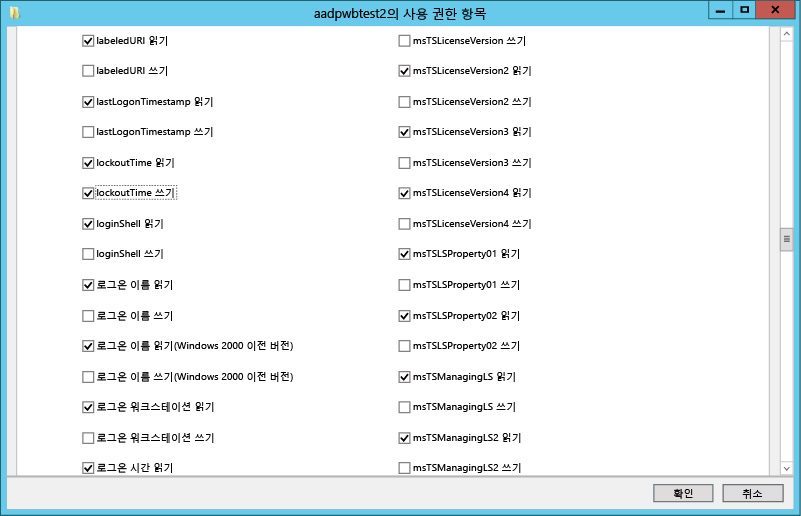 aadpwbtest2의 사용 권한 항목
labeledURI 읽기
labeledURI 쓰기
lastLogonTimestamp 읽기
lastLogonTimestamp 쓰기
lockoutTime 읽기
lockoutTime 쓰기
loginShell 읽기
loginShell 쓰기
로그온 이름 읽기
로그온 이름 쓰기
로그온 이름 읽기(Windows 2000 이전 버전)
로그온 이름 쓰기(Windows 2000 이전 버전)
로그온 워크스테이션 읽기
로그온 워크스테이션 쓰기
로그온 시간 읽기
msTSLicenseVersion 쓰기
msTSLicenseVersion2 읽기
msTSLicenseVersion2 쓰기
msTSLicenseVersion3 읽기
msTSLicenseVersion3 쓰기
msTSLicenseVersion4 읽기
msTSLicenseVersion4 쓰기
msTSLSProperty01 읽기
msTSLSProperty01 쓰기
msTSLSProperty02 읽기
msTSLSProperty02 쓰기
msTSManagingLS 읽기
msTSManagingLS 쓰기
msTSManagingLS2 읽기
msTSManagingLS2 쓰기
확인
취소